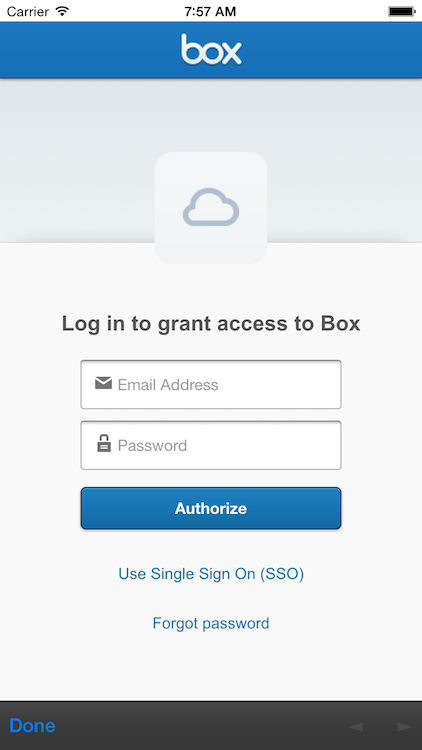 Carrier 7:57 AM
box
Log in to grant access to Box
Email Address
Password
Authorize
Use Single Sign On (SSO)
Forgot password
Done